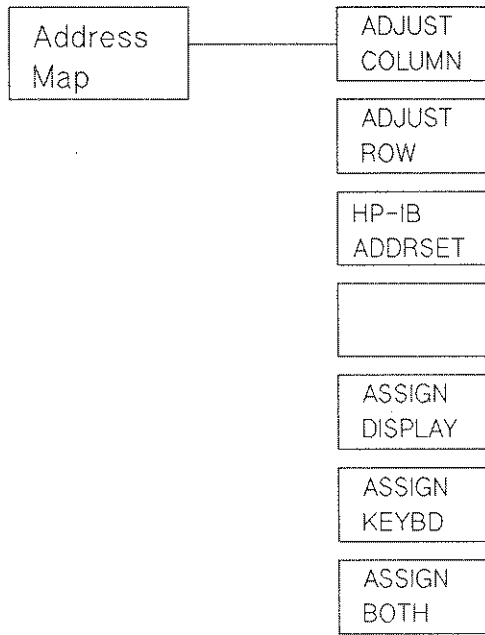 Address
Map
ADJUST
COLUMN
ADJUST
ROW
HP-IB
ADDRSET
ASSIGN
DISPLAY
ASSIGN
KEYBD
ASSIGN
BOTH